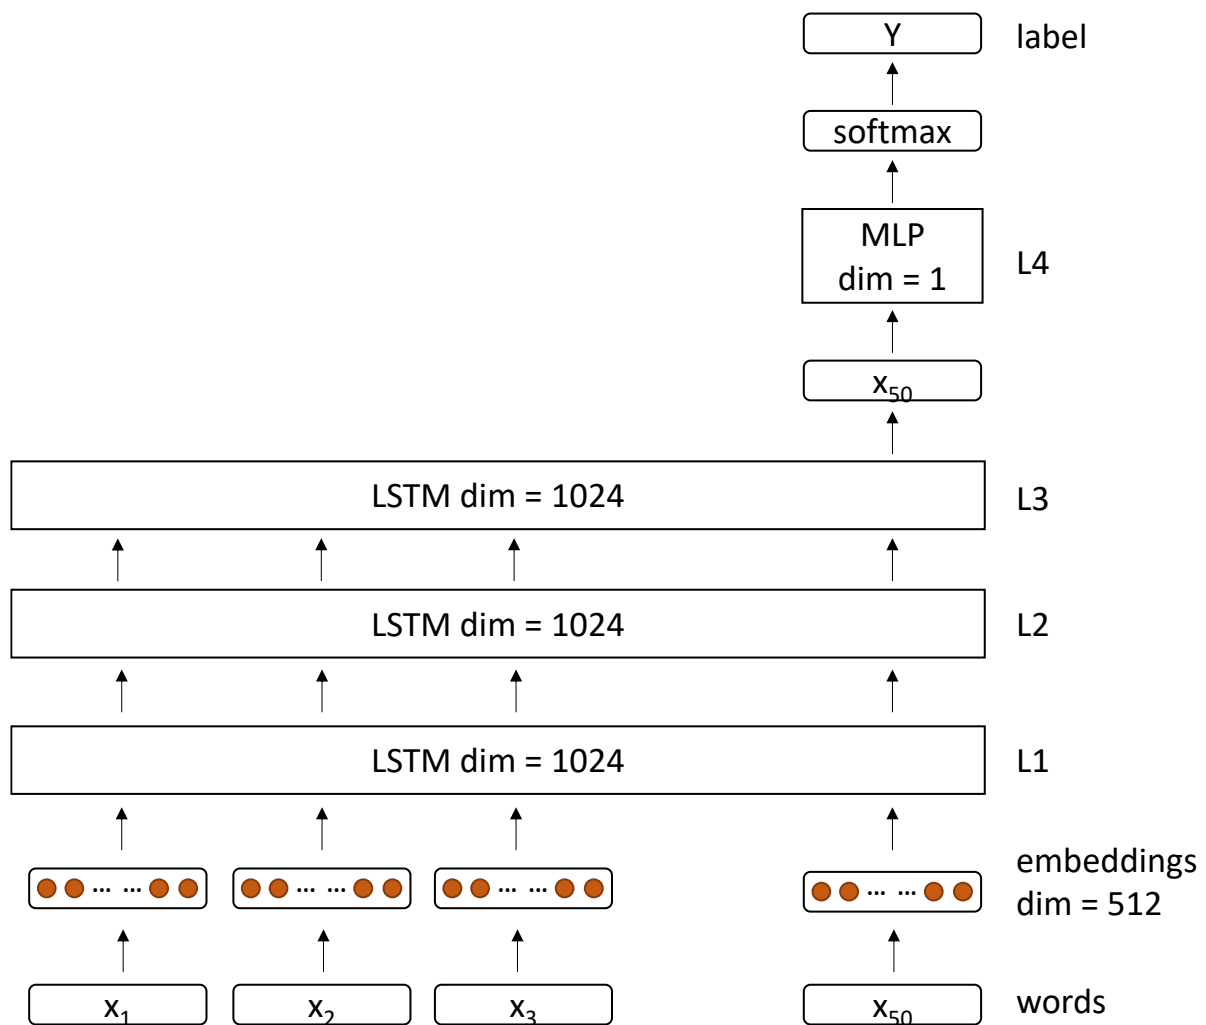 Y label
softmax
MLP
dim = 1
L4
x₅₀
LSTM dim = 1024 L3
LSTM dim = 1024 L2
LSTM dim = 1024 L1
... ... ... ... ... ... ... ...
embeddings
dim = 512
x₁ x₂ x₃ x₅₀ words